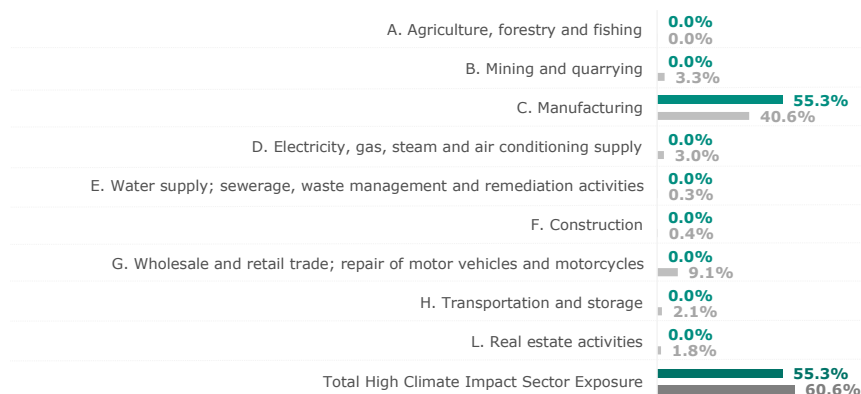 A. Agriculture, forestry and fishing 0.0%
0.0%
B. Mining and quarrying 0.0%
3.3%
C. Manufacturing 55.3%
40.6%
D. Electricity, gas, steam and air conditioning supply 0.0%
3.0%
E. Water supply; sewerage, waste management and remediation activities 0.0%
0.3%
F. Construction 0.0%
0.4%
G. Wholesale and retail trade; repair of motor vehicles and motorcycles 0.0%
9.1%
H. Transportation and storage 0.0%
2.1%
L. Real estate activities 0.0%
1.8%
Total High Climate Impact Sector Exposure 55.3%
60.6%